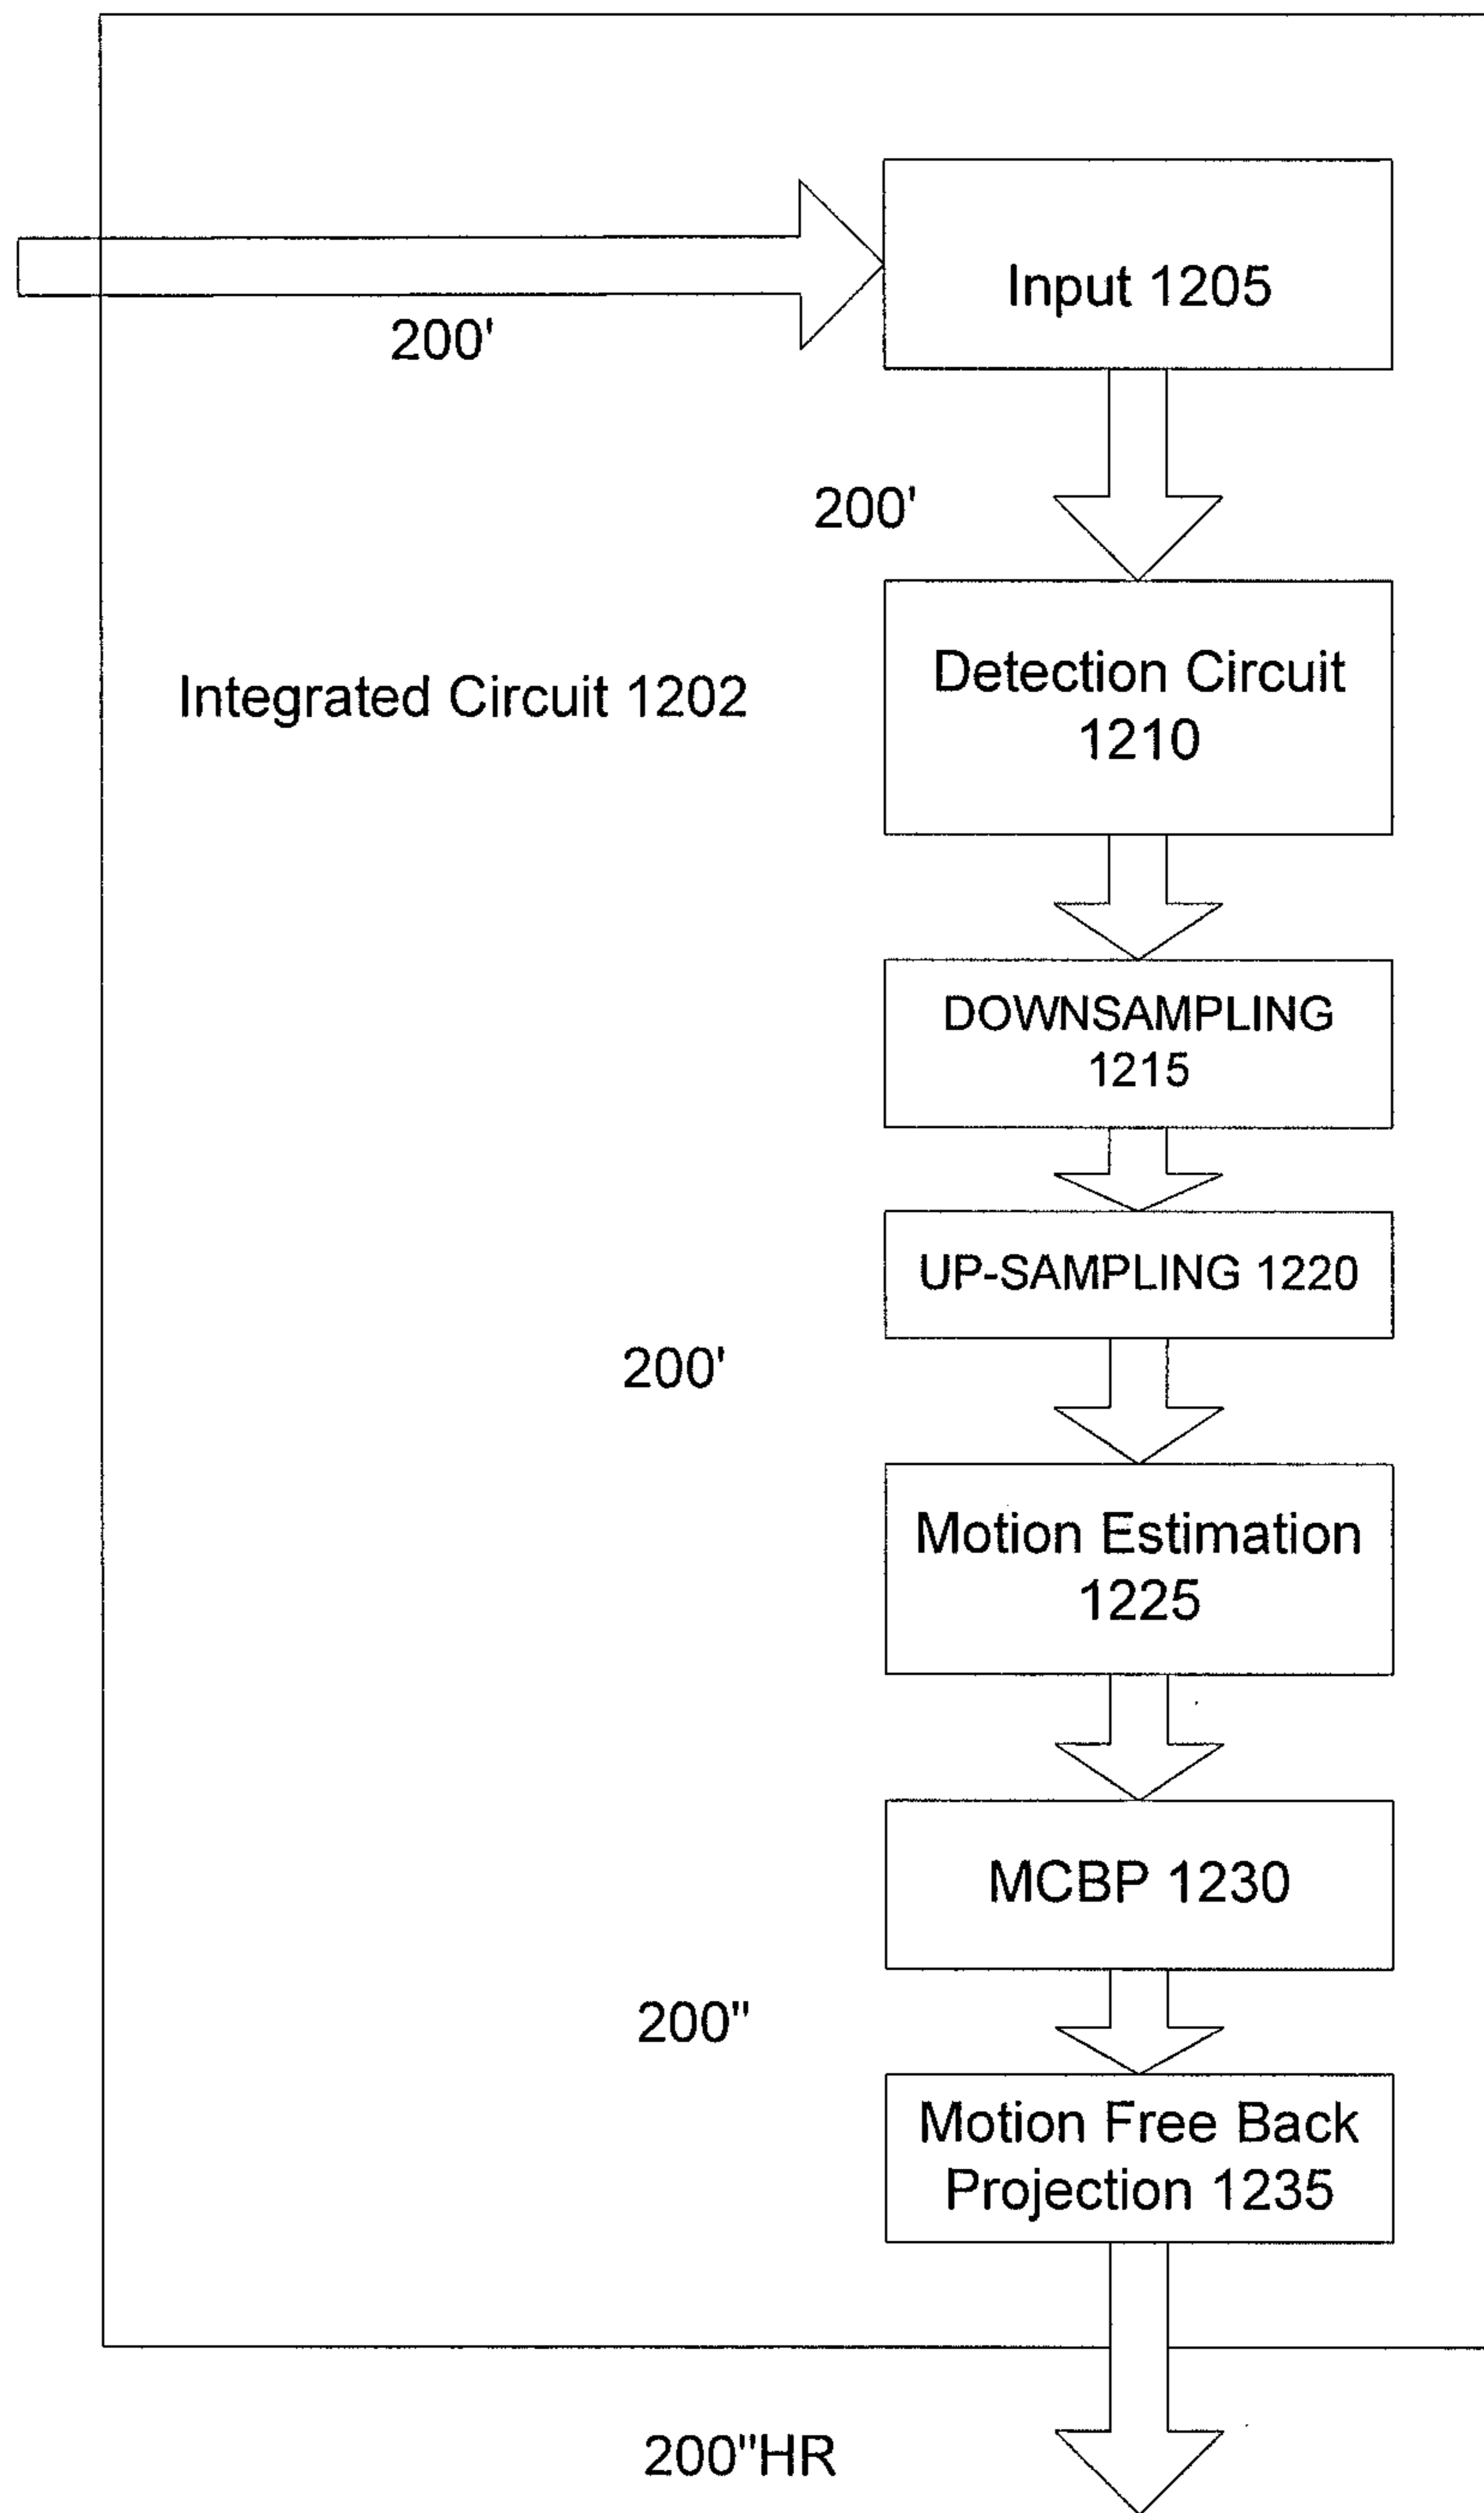 Input 1205
200'
200'
Integrated Circuit 1202
Detection Circuit
1210
DOWNSAMPLING
1215
UP-SAMPLING 1220
200'
Motion Estimation
1225
MCBP 1230
200"
Motion Free Back
Projection 1235
200"HR